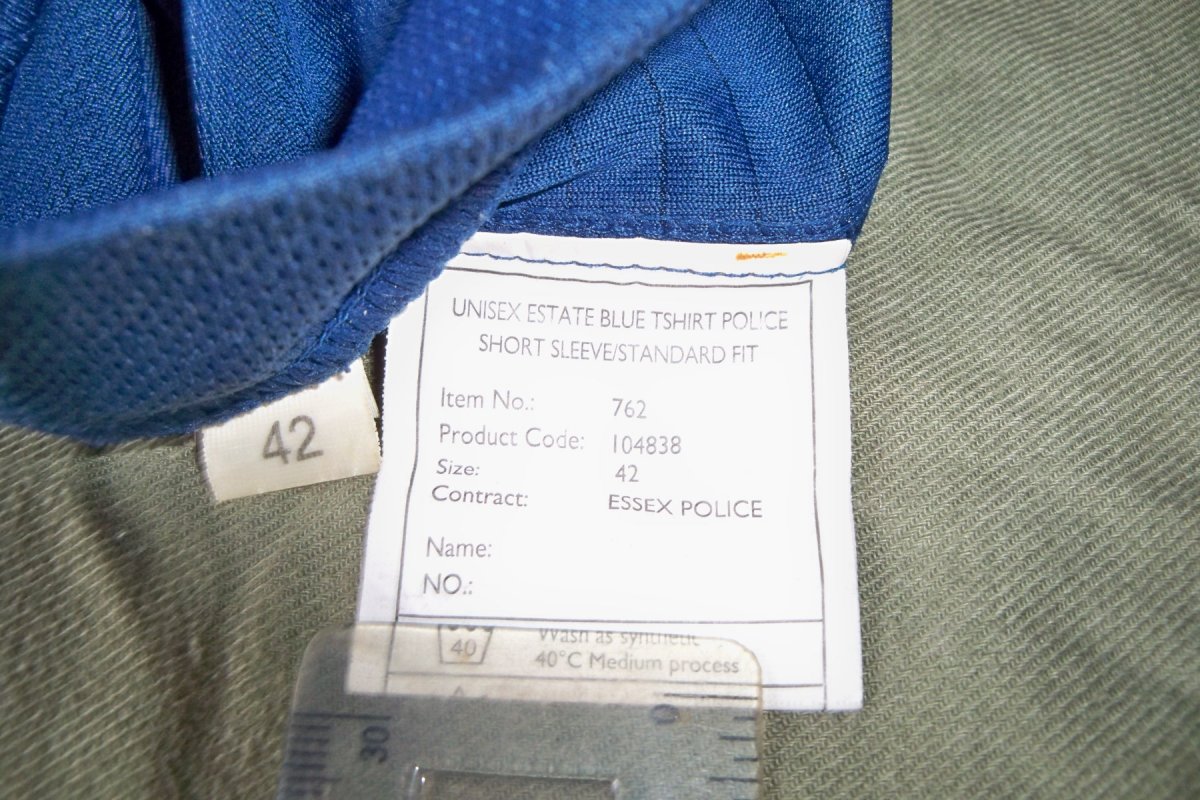 UNISEX ESTATE BLUE TSHIRT POLICE
SHORT SLEEVE/STANDARD FIT
Item No.: 762
Product Code: 104838
Size: 42
Contract: ESSEX POLICE
Name:
NO.:
40 Wash as synthetic
40°C Medium process
42
30
0